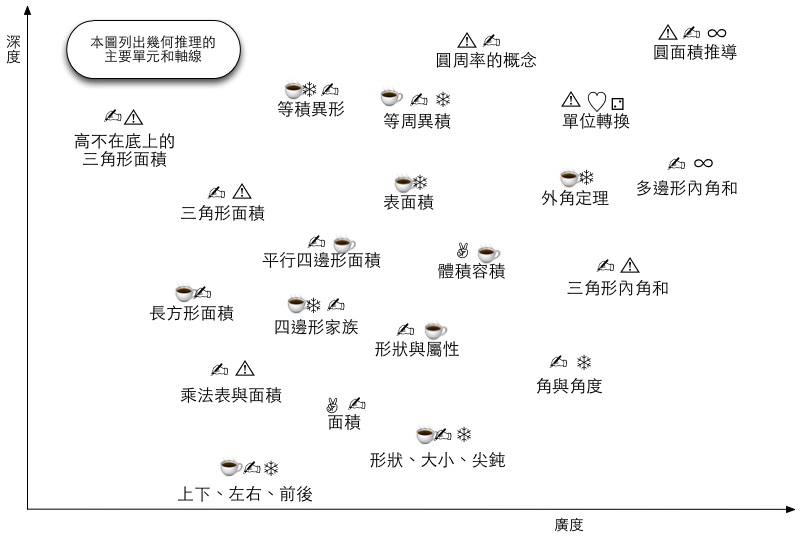 深
度
本圖列出幾何推理的
主要單元和軸線
圓周率的概念
圓面積推導
等積異形
等周異積
單位轉換
高不在底上的
三角形面積
三角形面積
表面積
外角定理
多邊形內角和
平行四邊形面積
體積容積
三角形內角和
長方形面積
四邊形家族
形狀與屬性
角與角度
乘法表與面積
面積
形狀、大小、尖鈍
上下、左右、前後
廣度